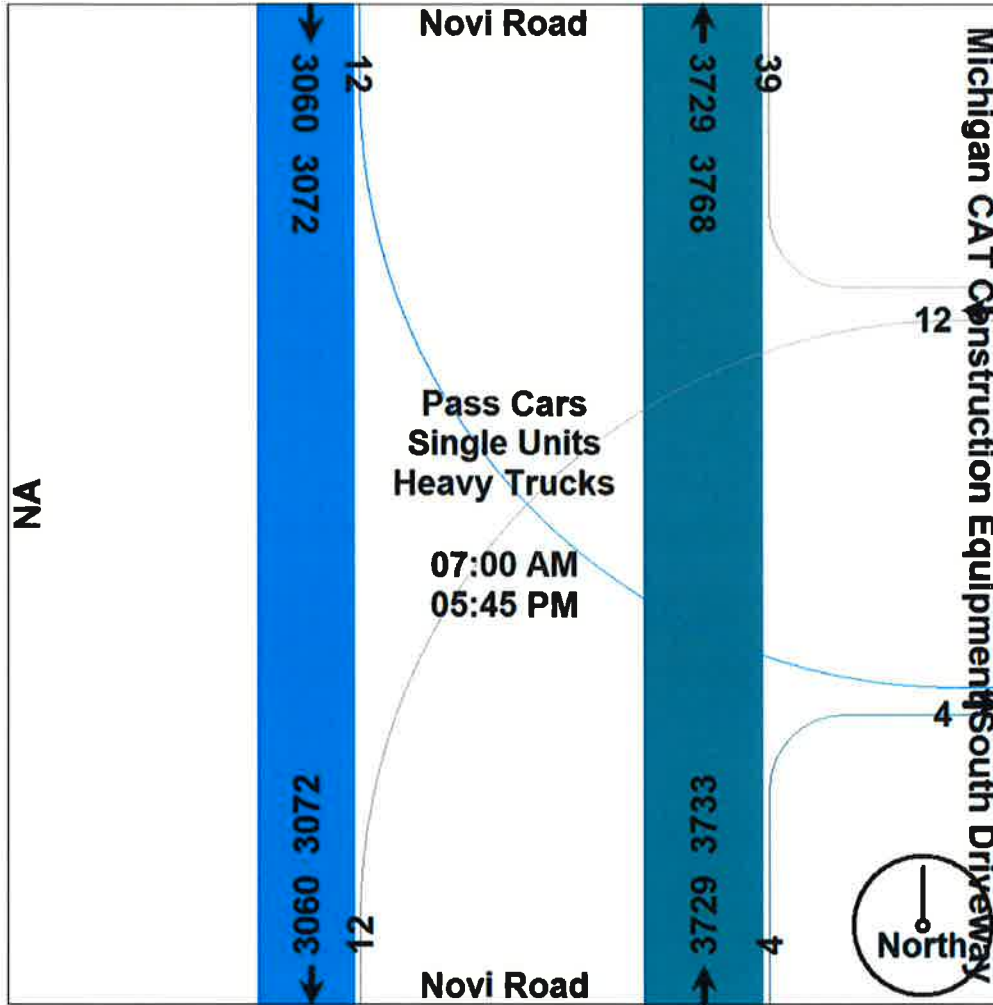 Novi Road
3060 3072
12
3729 3768
39
Michigan CAT Construction Equipment South Driveway
12
Pass Cars
Single Units
Heavy Trucks
NA
07:00 AM
05:45 PM
4
3060 3072
12
3729 3733
4
North
Novi Road